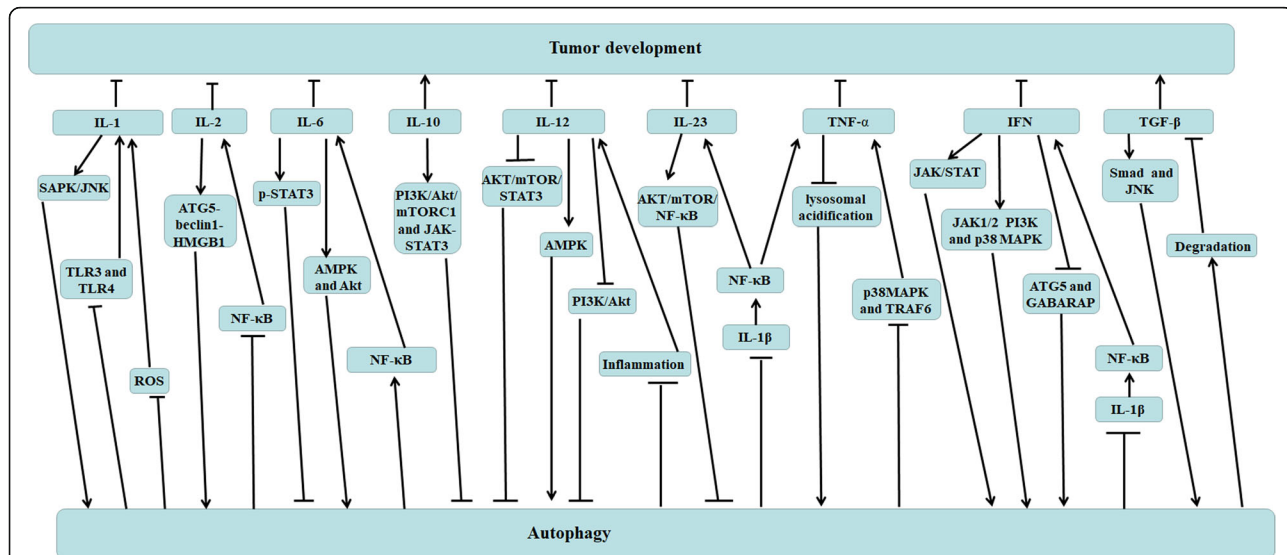 Tumor development
IL-1
IL-2
IL-6
IL-10
IL-12
IL-23
TNF-α
IFN
TGF-β
SAPK/JNK
ATG5-
beclin1-
HMGB1
p-STAT3
PI3K/Akt/
mTORC1
and JAK-
STAT3
AKT/mTOR/
STAT3
AKT/mTOR/
NF-κB
lysosomal
acidification
JAK/STAT
Smad and
JNK
TLR3 and
TLR4
AMPK
and Akt
AMPK
JAK1/2 PI3K
and p38 MAPK
Degradation
NF-κB
PI3K/Akt
NF-κB
p38MAPK
and TRAF6
ATG5 and
GABARAP
ROS
NF-κB
Inflammation
IL-1β
NF-κB
IL-1β
Autophagy